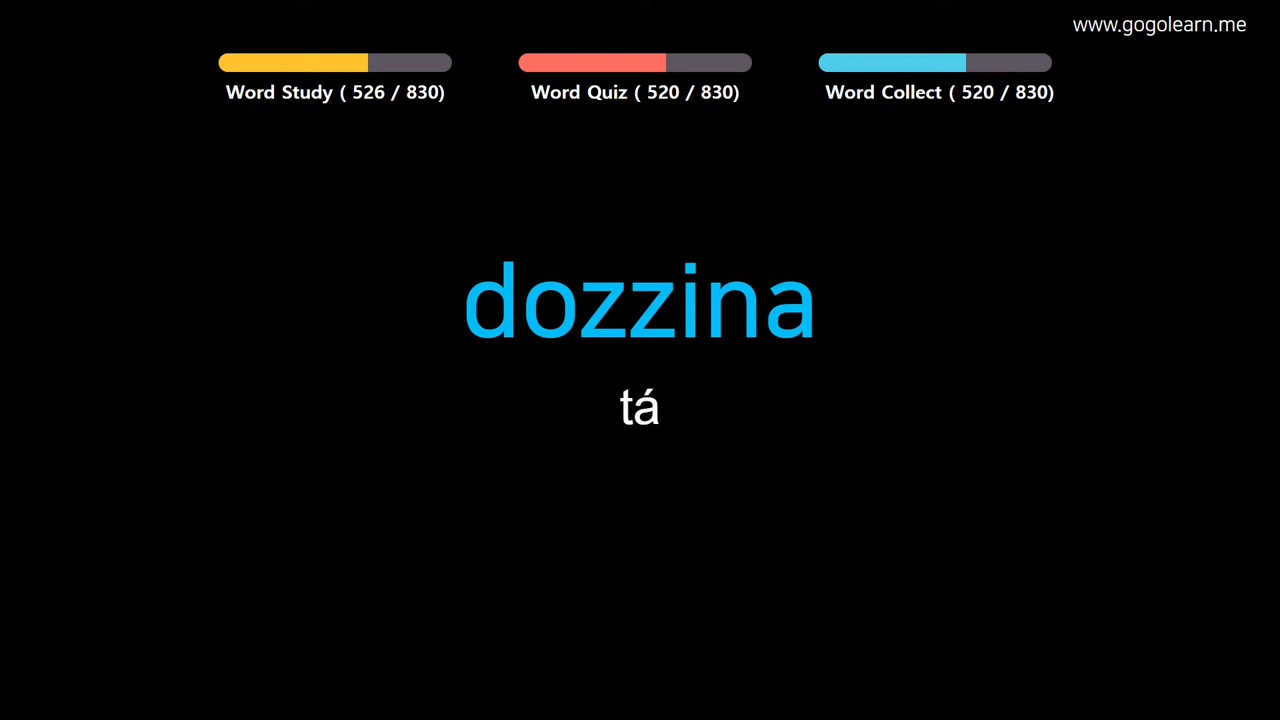 www.gogolearn.me
Word Study ( 526 / 830)
Word Quiz ( 520 / 830)
Word Collect ( 520 / 830)
dozzina
tá